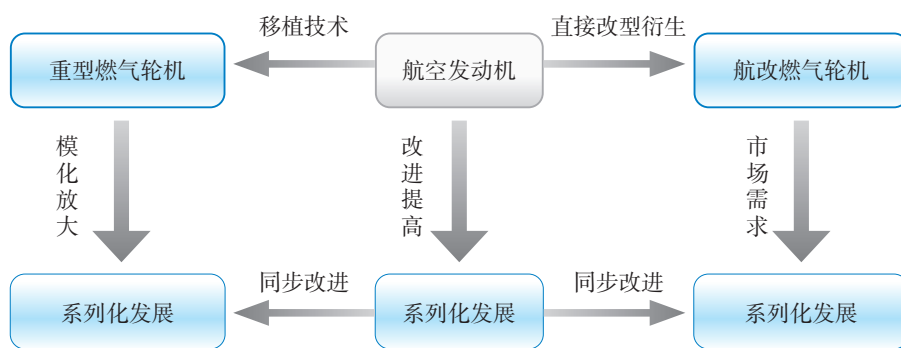 移植技术
直接改型衍生
重型燃气轮机
航空发动机
航改燃气轮机
模化放大
改进提高
市场需求
同步改进
同步改进
系列化发展
系列化发展
系列化发展